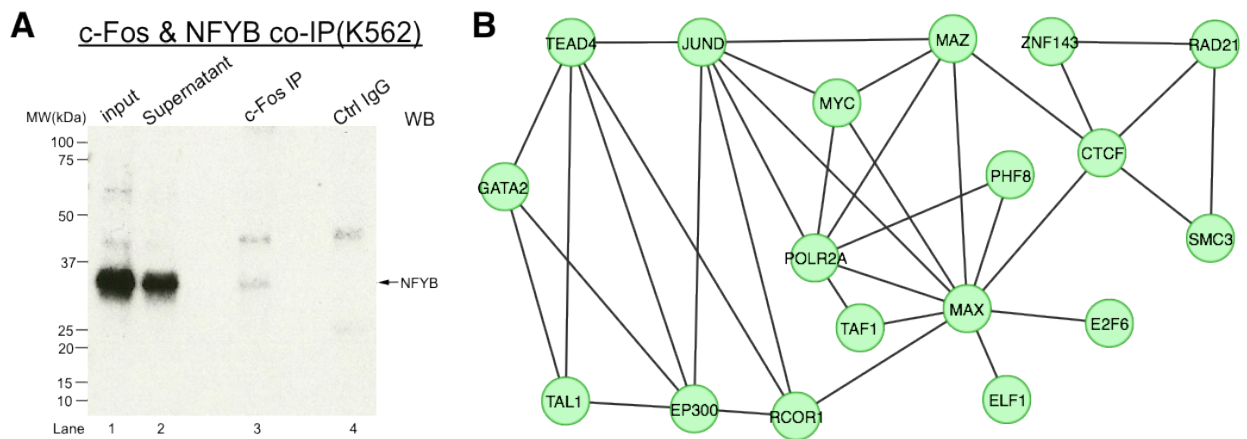 A
c-Fos & NFYB co-IP(K562)
MW(kDa)
input
Supernatant
c-Fos IP
Ctrl IgG
WB
100
75
50
37
25
20
15
10
NFYB
Lane 1 2 3 4
B
TEAD4
JUND
MAZ
ZNF143
RAD21
MYC
CTCF
GATA2
PHF8
SMC3
POLR2A
MAX
TAF1
E2F6
TAL1
EP300
RCOR1
ELF1